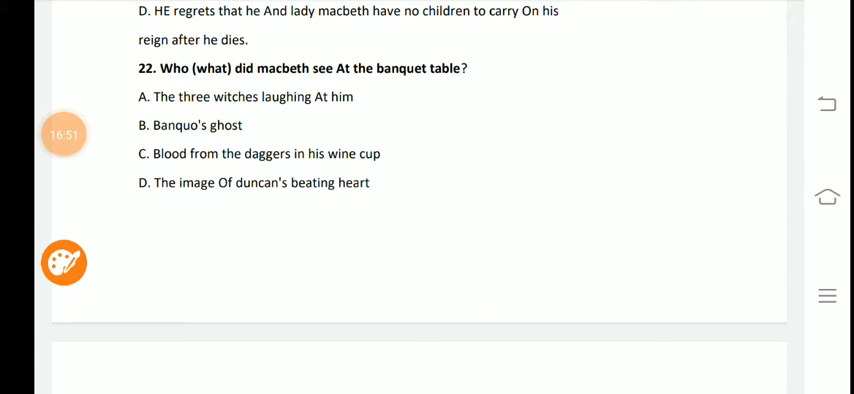 D. HE regrets that he And lady macbeth have no children to carry On his
reign after he dies.
22. Who (what) did macbeth see At the banquet table?
A. The three witches laughing At him
16:51
B. Banquo's ghost
C. Blood from the daggers in his wine cup
D. The image Of duncan's beating heart